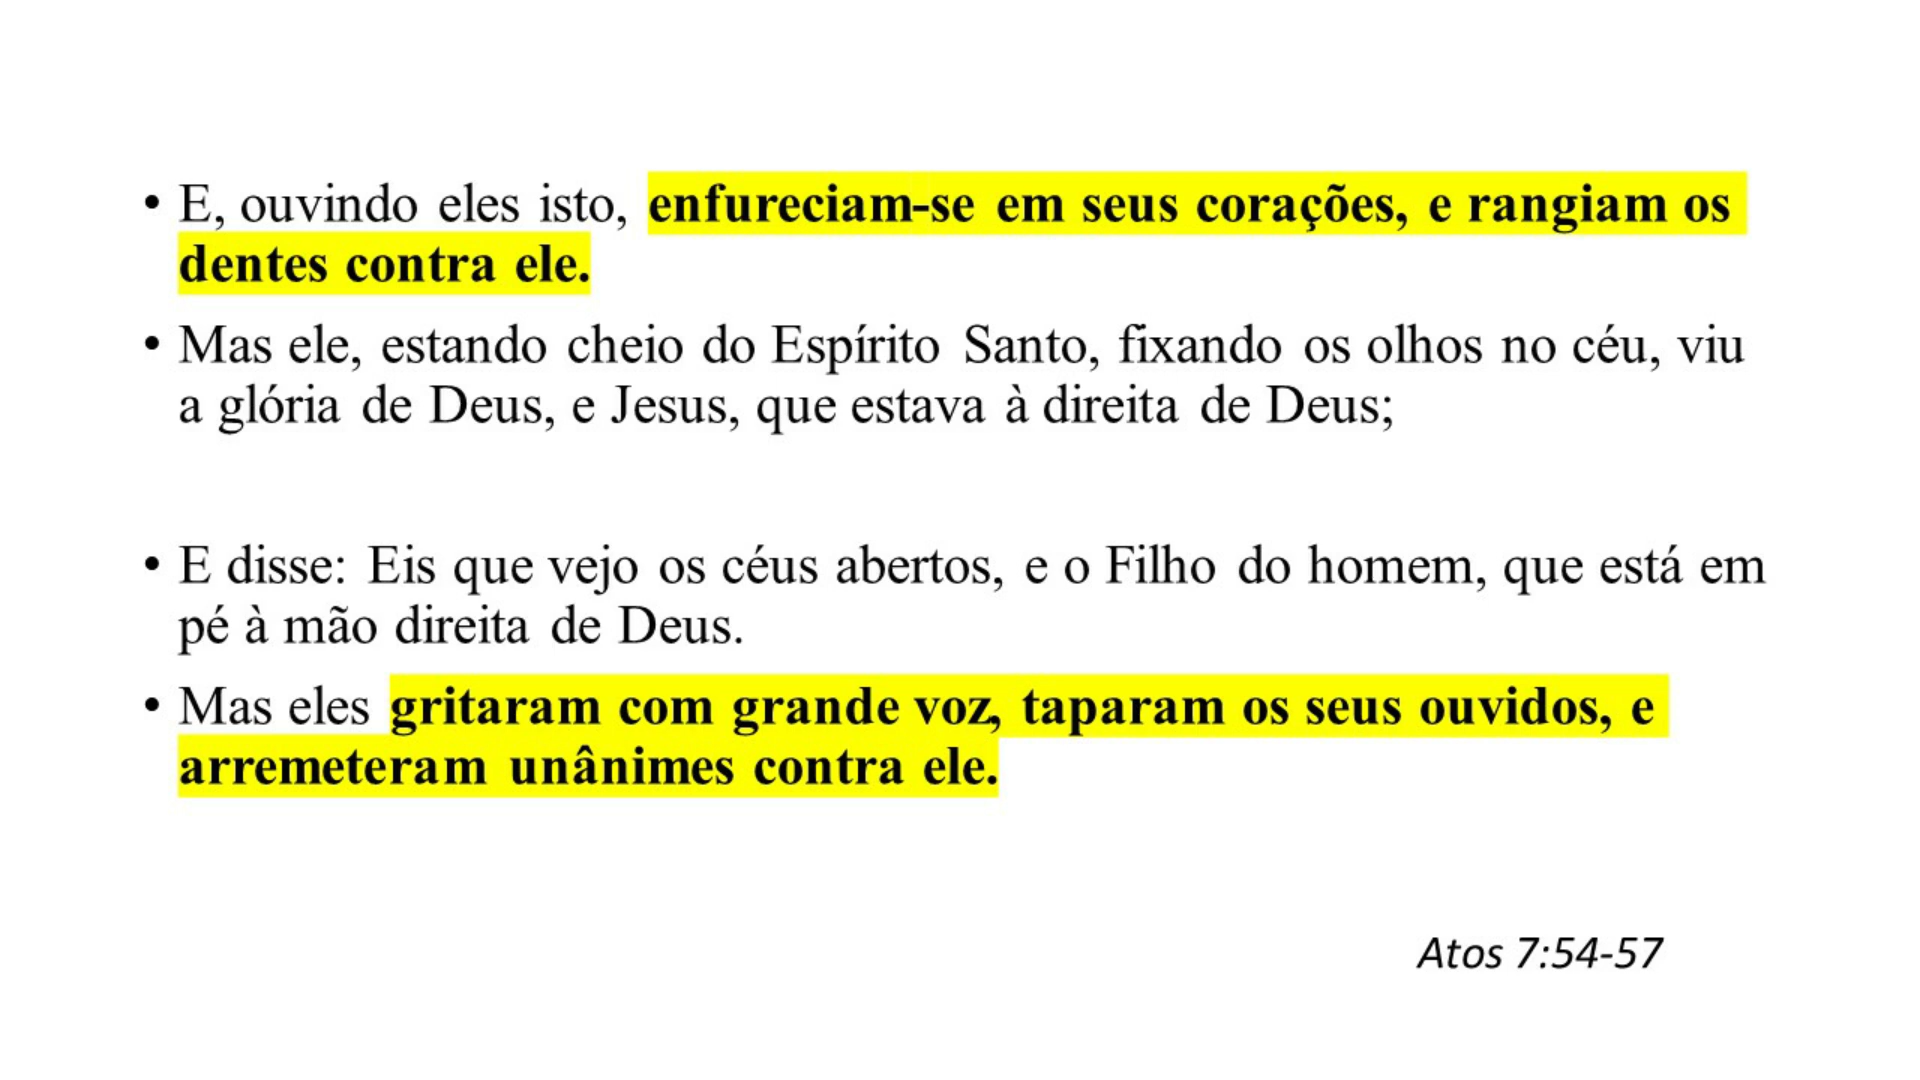 • E, ouvindo eles isto, enfureciam-se em seus corações, e rangiam os
dentes contra ele.
• Mas ele, estando cheio do Espírito Santo, fixando os olhos no céu, viu
a glória de Deus, e Jesus, que estava à direita de Deus;
• E disse: Eis que vejo os céus abertos, e o Filho do homem, que está em
pé à mão direita de Deus.
• Mas eles gritaram com grande voz, taparam os seus ouvidos, e
arremeteram unânimes contra ele.
Atos 7:54-57